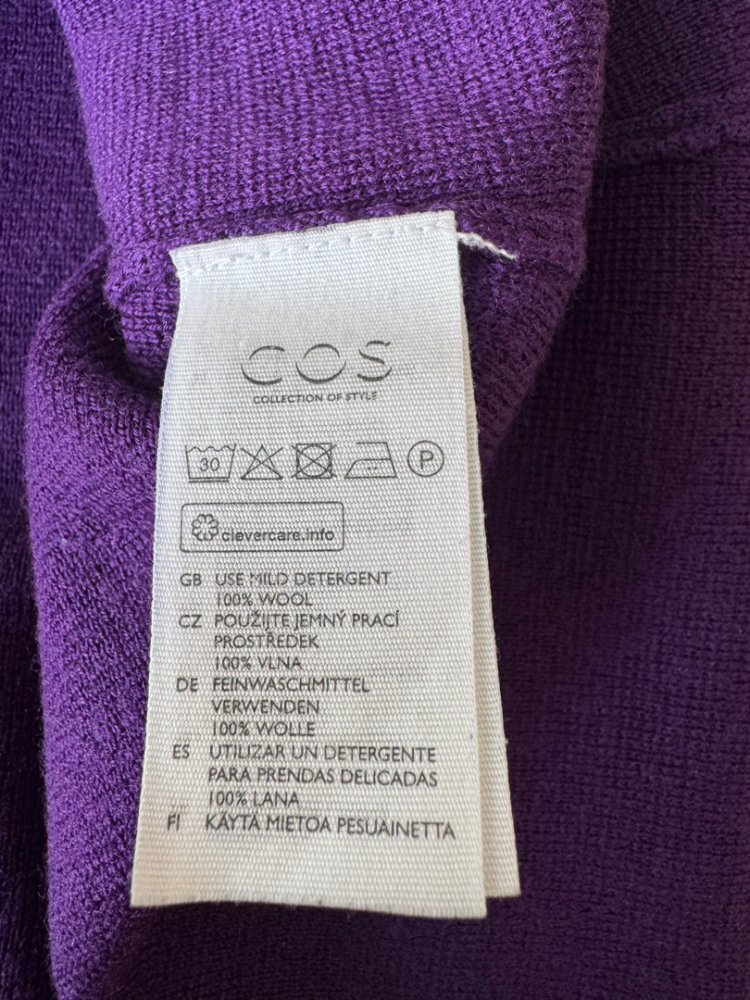 COS
COLLECTION OF STYLE
30 P
clevercare.info
GB USE MILD DETERGENT
100% WOOL
CZ POUŽIJTE JEMNÝ PRACÍ
PROSTŘEDEK
100% VLNA
DE FEINWASCHMITTEL
VERWENDEN
100% WOLLE
ES UTILIZAR UN DETERGENTE
PARA PRENDAS DELICADAS
100% LANA
FI KÄYTÄ MIETOA PESUAINETTA